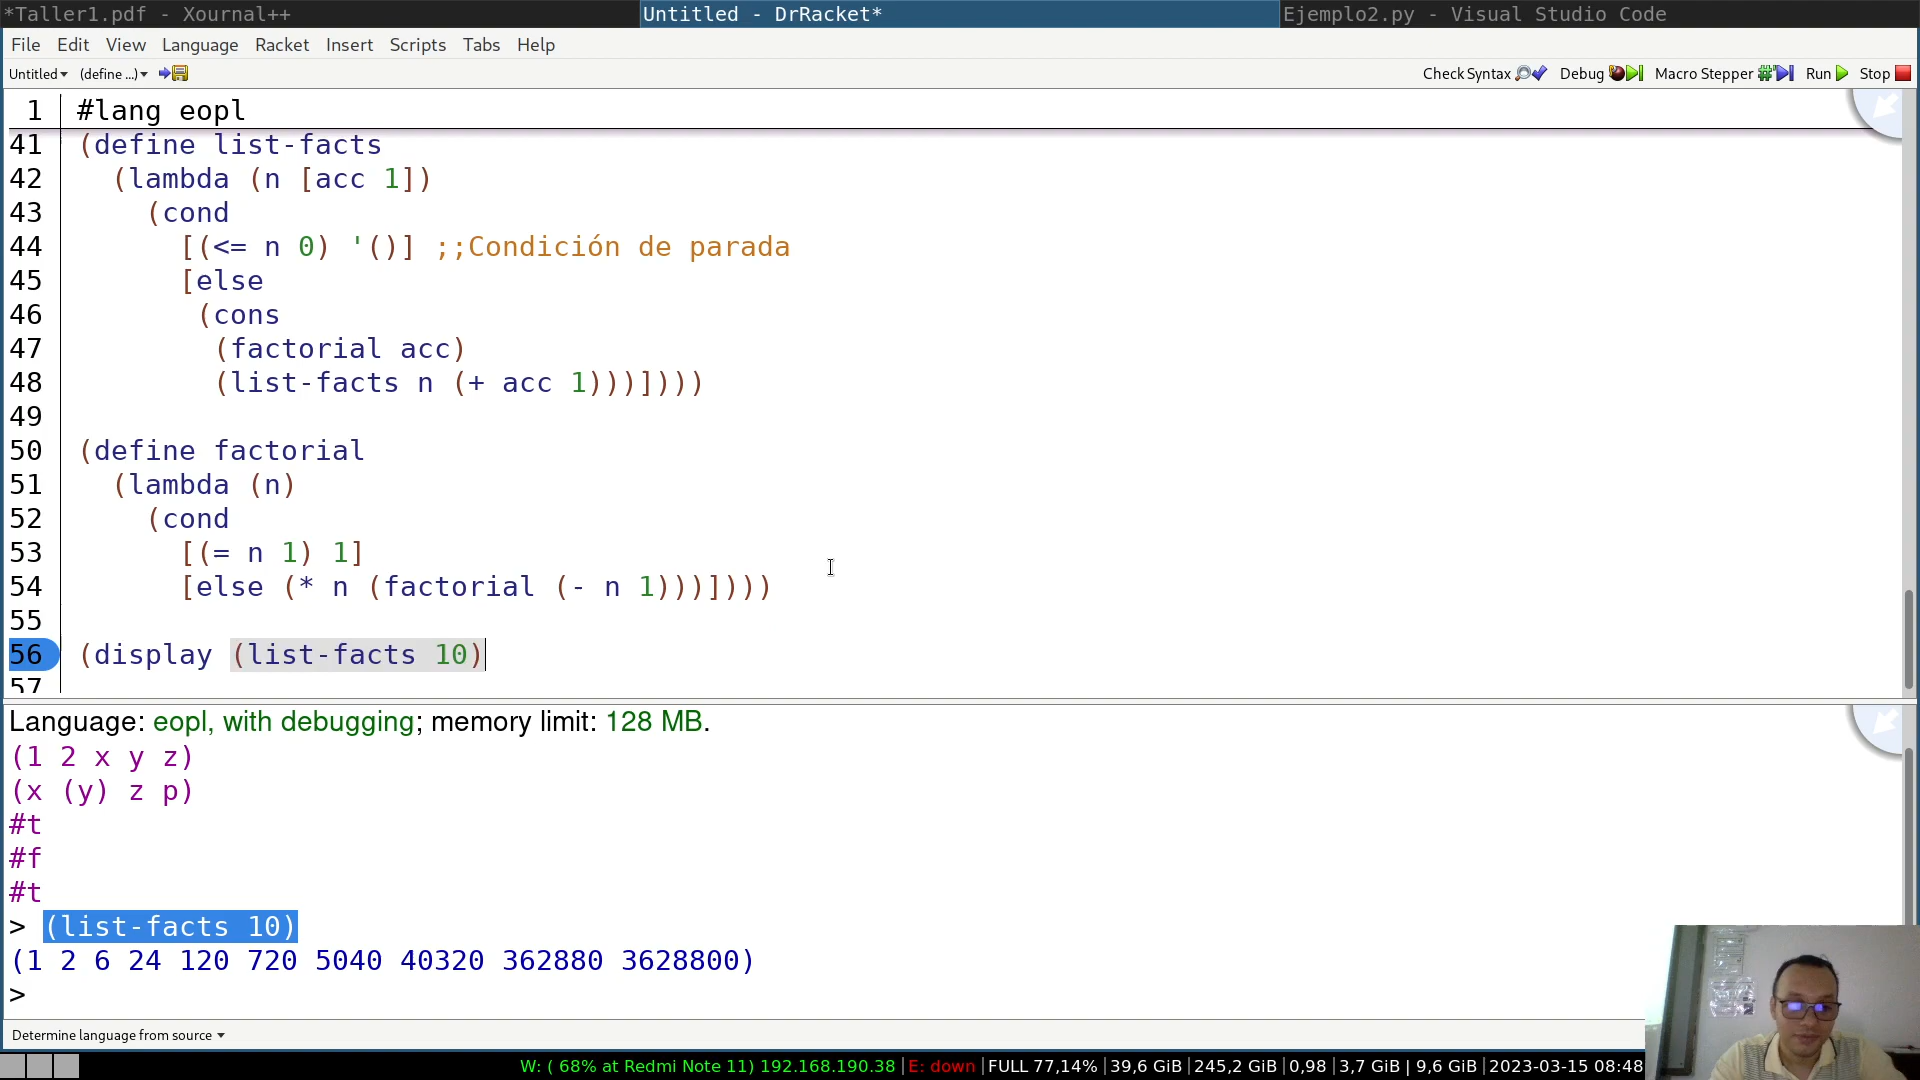 *Taller1.pdf - Xournal++ Untitled - DrRacket* Ejemplo2.py - Visual Studio Code
File Edit View Language Racket Insert Scripts Tabs Help
Untitled (define ...) Check Syntax Debug Macro Stepper Run Stop
1 #lang eopl
41 (define list-facts
42 (lambda (n [acc 1])
43 (cond
44 [(<= n 0) '()] ;;Condición de parada
45 [else
46 (cons
47 (factorial acc)
48 (list-facts n (+ acc 1)))])))
49
50 (define factorial
51 (lambda (n)
52 (cond
53 [(= n 1) 1]
54 [else (* n (factorial (- n 1)))])))
55
56 (display (list-facts 10)
57
Language: eopl, with debugging; memory limit: 128 MB.
(1 2 x y z)
(x (y) z p)
#t
#f
#t
> (list-facts 10)
(1 2 6 24 120 720 5040 40320 362880 3628800)
>
Determine language from source
W: ( 68% at Redmi Note 11) 192.168.190.38 | E: down | FULL 77,14% | 39,6 GiB | 245,2 GiB | 0,98 | 3,7 GiB | 9,6 GiB | 2023-03-15 08:48